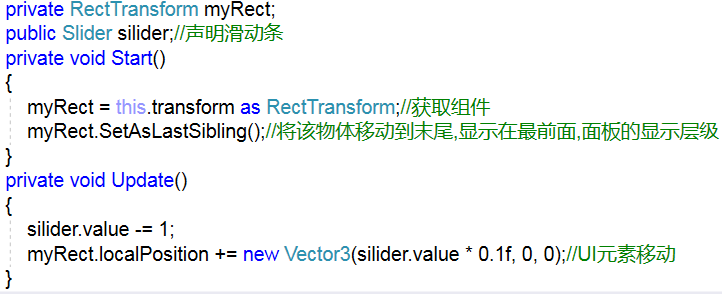 private RectTransform myRect;
public Slider silider;//声明滑动条
private void Start()
{
myRect = this.transform as RectTransform;//获取组件
myRect.SetAsLastSibling();//将该物体移动到末尾,显示在最前面,面板的显示层级
}
private void Update()
{
silider.value -= 1;
myRect.localPosition += new Vector3(silider.value * 0.1f, 0, 0);//UI元素移动
}